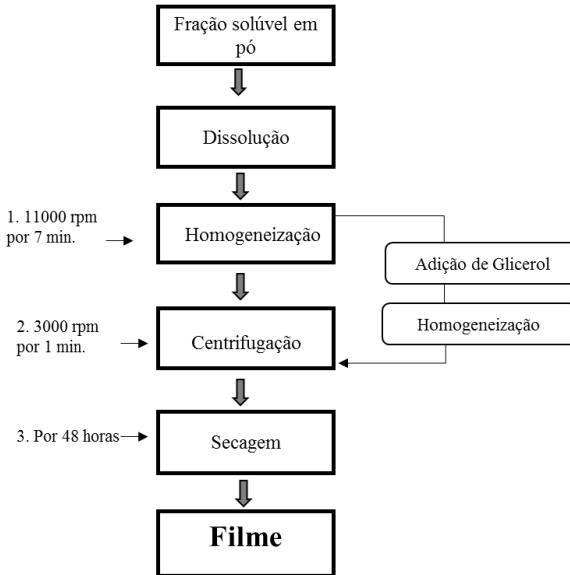 Fração solúvel em
pó
Dissolução
1. 11000 rpm
por 7 min.
Homogeneização
Adição de Glicerol
Homogeneização
2. 3000 rpm
por 1 min.
Centrifugação
3. Por 48 horas
Secagem
Filme